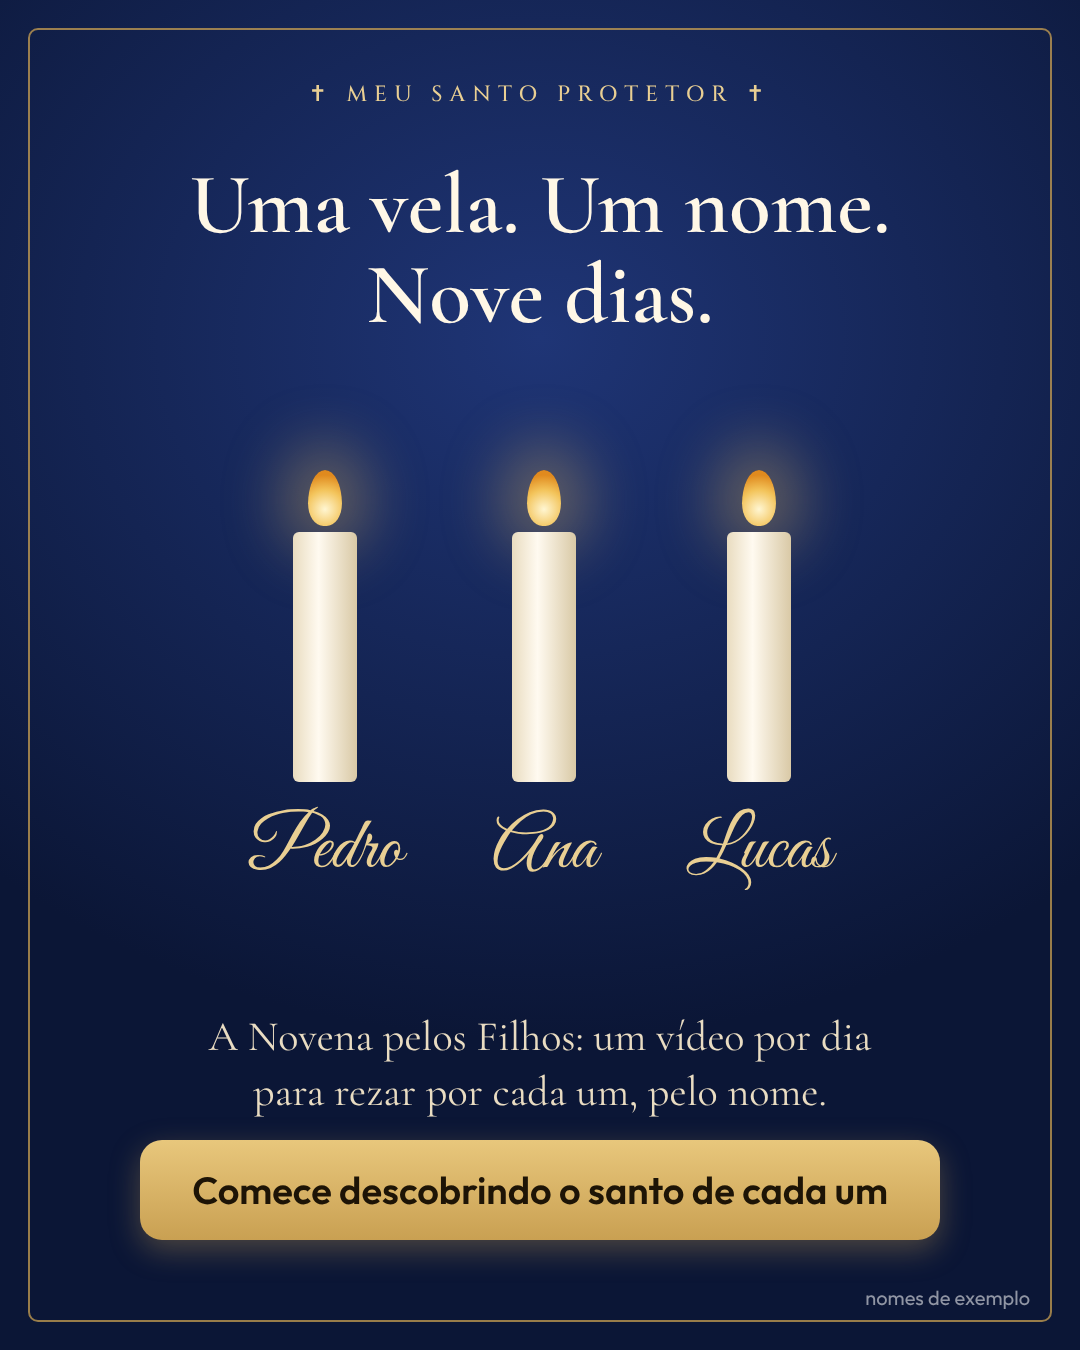 ✝ MEU SANTO PROTETOR ✝
Uma vela. Um nome.
Nove dias.
Pedro
Ana
Lucas
A Novena pelos Filhos: um vídeo por dia
para rezar por cada um, pelo nome.
Comece descobrindo o santo de cada um
nomes de exemplo